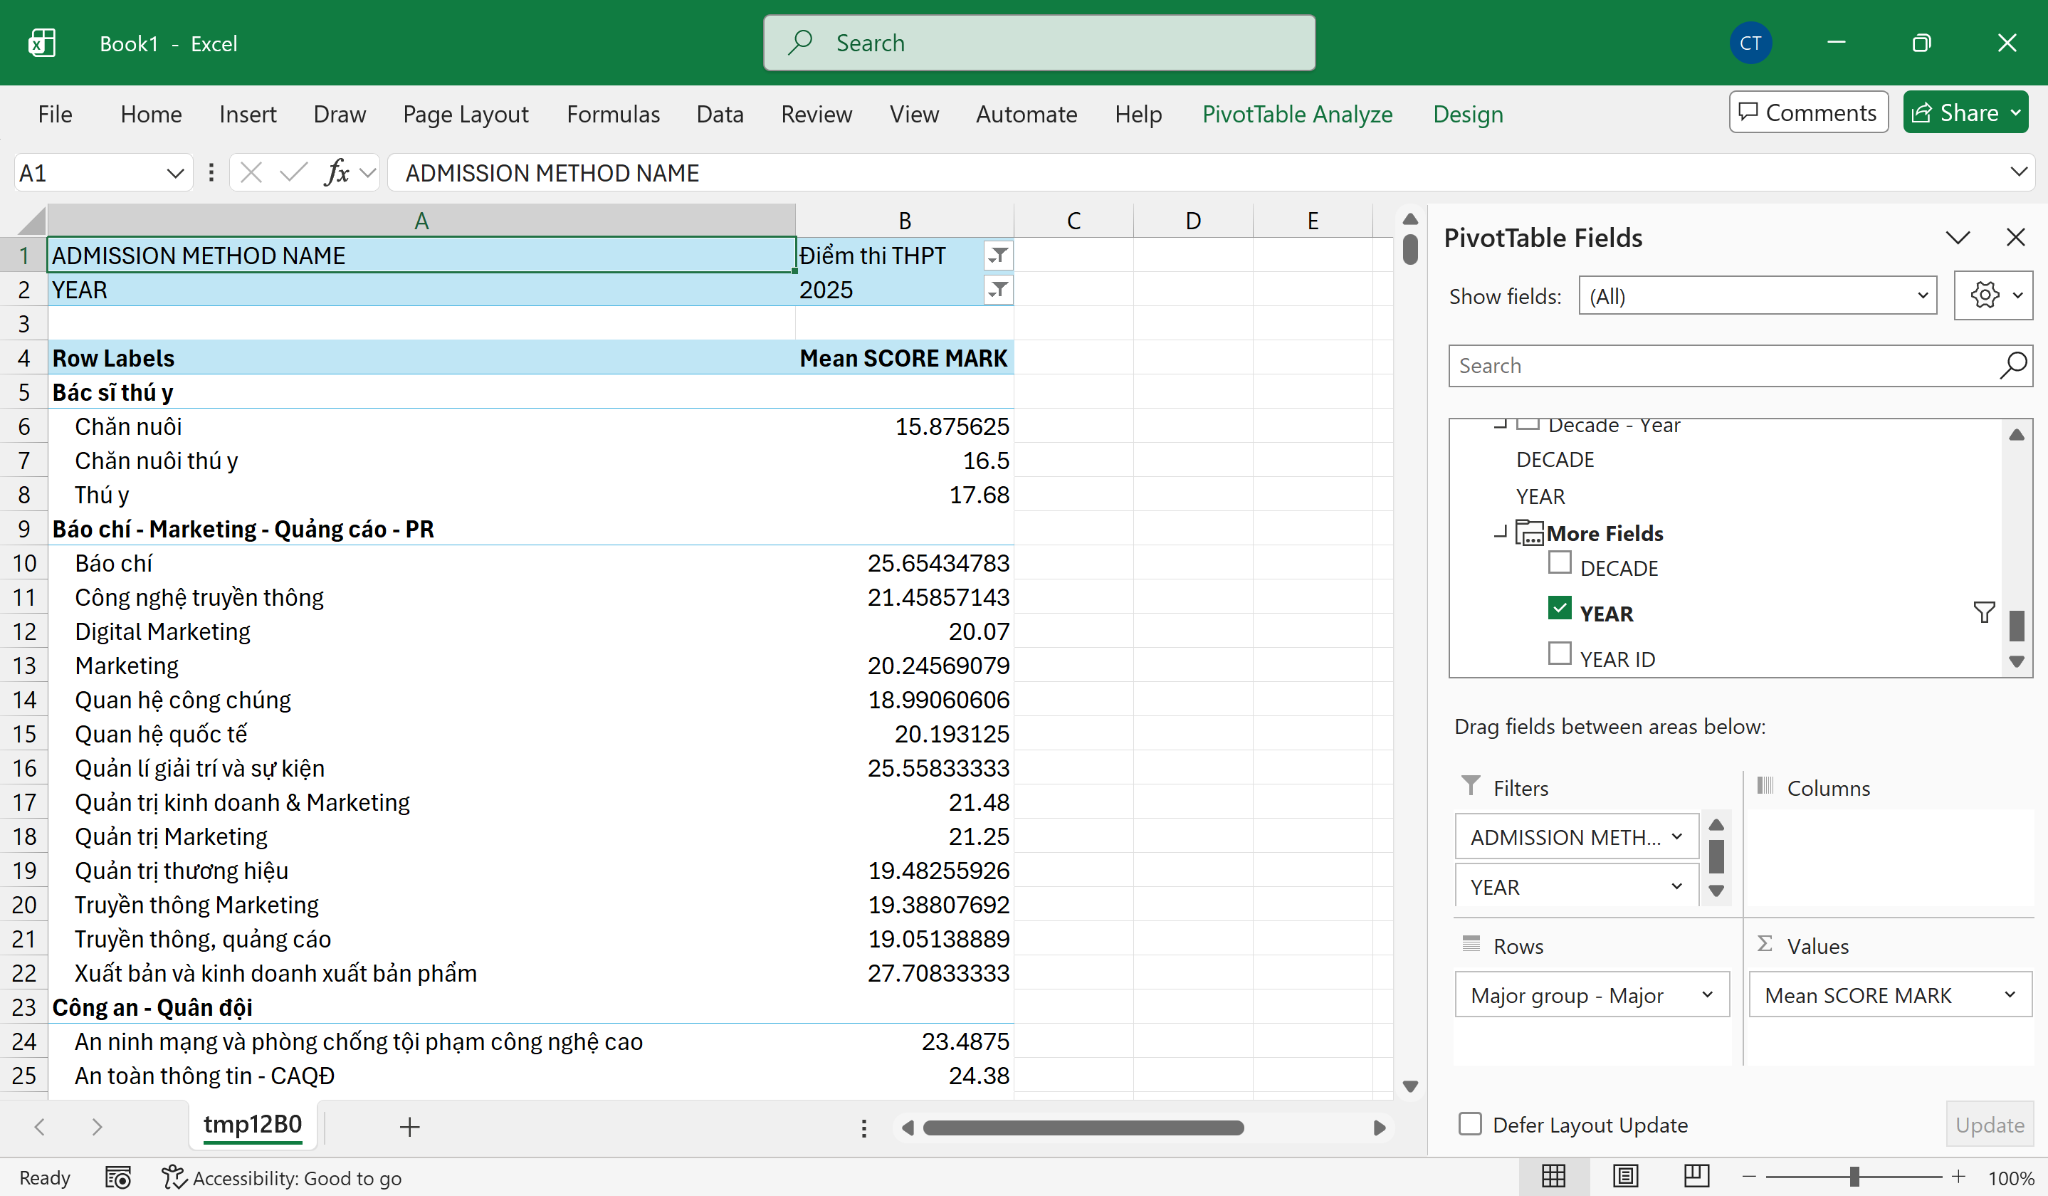 Book1 - Excel
Search
CT
File Home Insert Draw Page Layout Formulas Data Review View Automate Help PivotTable Analyze Design
Comments
Share
A1
fx
ADMISSION METHOD NAME
A B C D E
1 ADMISSION METHOD NAME Điểm thi THPT
2 YEAR 2025
3
4 Row Labels Mean SCORE MARK
5 Bác sĩ thú y
6 Chăn nuôi 15.875625
7 Chăn nuôi thú y 16.5
8 Thú y 17.68
9 Báo chí - Marketing - Quảng cáo - PR
10 Báo chí 25.65434783
11 Công nghệ truyền thông 21.45857143
12 Digital Marketing 20.07
13 Marketing 20.24569079
14 Quan hệ công chúng 18.99060606
15 Quan hệ quốc tế 20.193125
16 Quản lí giải trí và sự kiện 25.55833333
17 Quản trị kinh doanh & Marketing 21.48
18 Quản trị Marketing 21.25
19 Quản trị thương hiệu 19.48255926
20 Truyền thông Marketing 19.38807692
21 Truyền thông, quảng cáo 19.05138889
22 Xuất bản và kinh doanh xuất bản phẩm 27.70833333
23 Công an - Quân đội
24 An ninh mạng và phòng chống tội phạm công nghệ cao 23.4875
25 An toàn thông tin - CAQĐ 24.38
PivotTable Fields
Show fields: (All)
Search
Decade - Year
DECADE
YEAR
More Fields
DECADE
YEAR
YEAR ID
Drag fields between areas below:
Filters
ADMISSION METH...
YEAR
Columns
Rows
Major group - Major
Σ Values
Mean SCORE MARK
Defer Layout Update
Update
tmp12B0
Ready
Accessibility: Good to go
100%